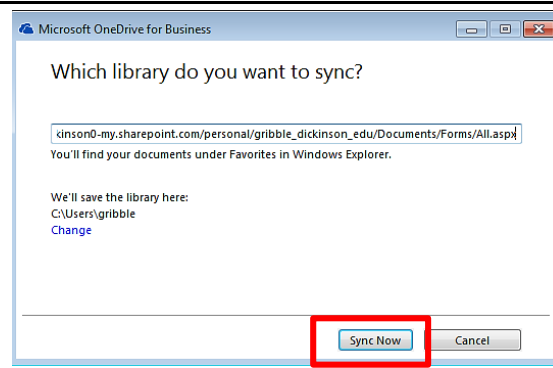 Microsoft OneDrive for Business
Which library do you want to sync?
kinson0-my.sharepoint.com/personal/gribble_dickinson_edu/Documents/Forms/All.aspx
You'll find your documents under Favorites in Windows Explorer.
We'll save the library here:
C:\Users\gribble
Change
Sync Now
Cancel